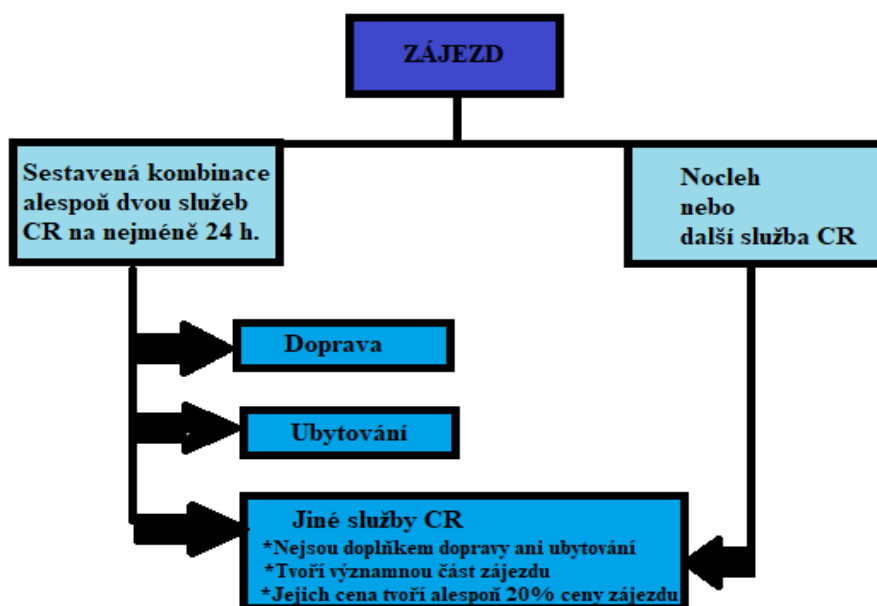 ZÁJEZD
Sestavená kombinace
alespoň dvou služeb
CR na nejméně 24 h.
Nocleh
nebo
další služba CR
Doprava
Ubytování
Jiné služby CR
*Nejsou doplňkem dopravy ani ubytování
*Tvoří významnou část zájezdu
*Jejich cena tvoří alespoň 20% ceny zájezdu